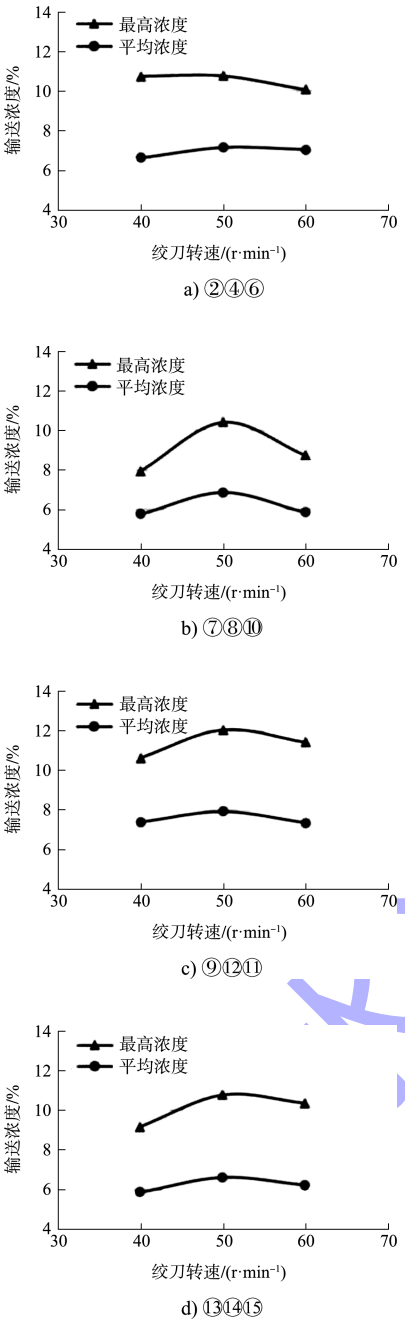 14
12
10
8
6
4
最高浓度
平均浓度
输送浓度/%
30 40 50 60 70
绞刀转速/(r·min⁻¹)
a) ②④⑥
14
12
10
8
6
4
最高浓度
平均浓度
输送浓度/%
30 40 50 60 70
绞刀转速/(r·min⁻¹)
b) ⑦⑧⑩
14
12
10
8
6
4
最高浓度
平均浓度
输送浓度/%
30 40 50 60 70
绞刀转速/(r·min⁻¹)
c) ⑨⑫⑪
14
12
10
8
6
4
最高浓度
平均浓度
输送浓度/%
30 40 50 60 70
绞刀转速/(r·min⁻¹)
d) ⑬⑭⑮